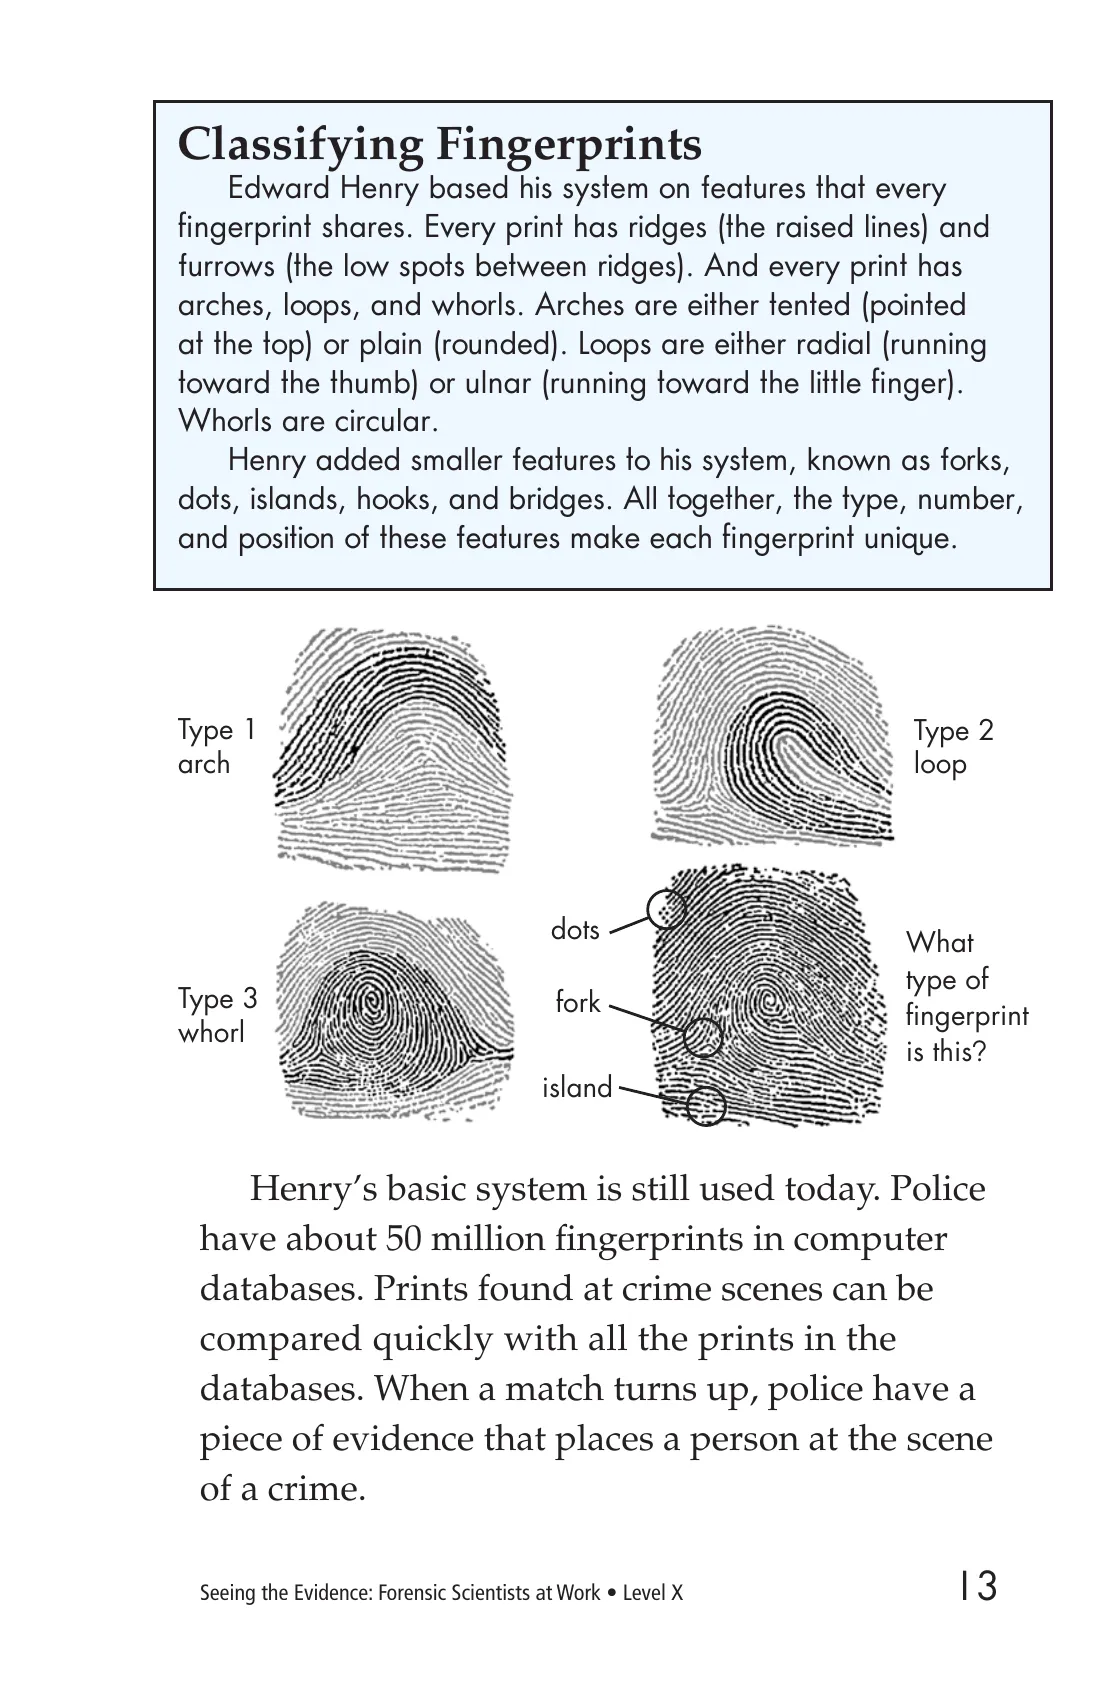 Classifying Fingerprints
Edward Henry based his system on features that every
fingerprint shares. Every print has ridges (the raised lines) and
furrows (the low spots between ridges). And every print has
arches, loops, and whorls. Arches are either tented (pointed
at the top) or plain (rounded). Loops are either radial (running
toward the thumb) or ulnar (running toward the little finger).
Whorls are circular.
Henry added smaller features to his system, known as forks,
dots, islands, hooks, and bridges. All together, the type, number,
and position of these features make each fingerprint unique.
Type 1
arch
Type 2
loop
Type 3
whorl
dots
fork
island
What
type of
fingerprint
is this?
Henry’s basic system is still used today. Police
have about 50 million fingerprints in computer
databases. Prints found at crime scenes can be
compared quickly with all the prints in the
databases. When a match turns up, police have a
piece of evidence that places a person at the scene
of a crime.
Seeing the Evidence: Forensic Scientists at Work • Level X
13